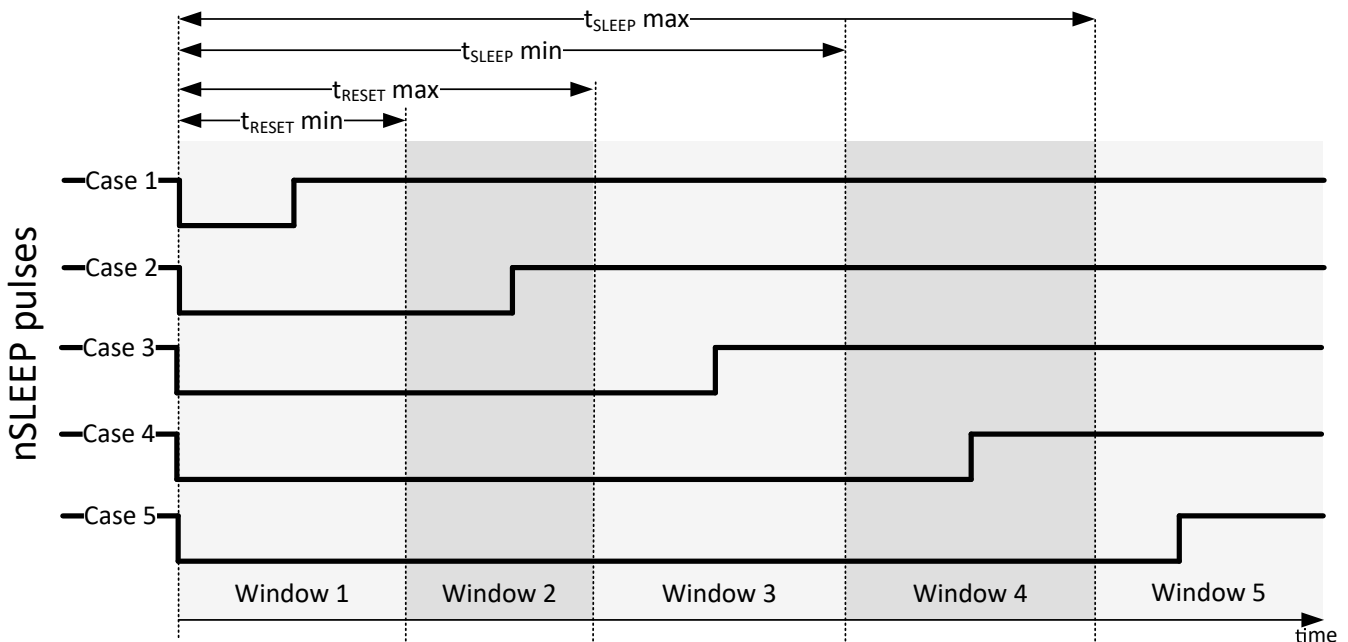 tSLEEP max
tSLEEP min
tRESET max
tRESET min
nSLEEP pulses
Case 1
Case 2
Case 3
Case 4
Case 5
Window 1
Window 2
Window 3
Window 4
Window 5
time